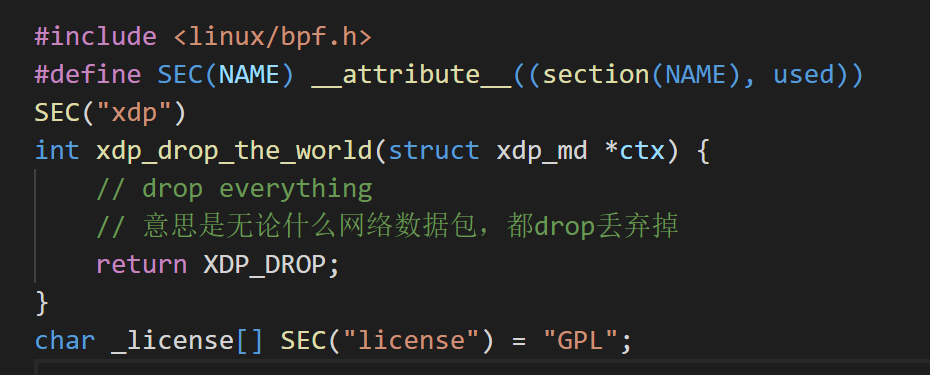 #include <linux/bpf.h>
#define SEC(NAME) __attribute__((section(NAME), used))
SEC("xdp")
int xdp_drop_the_world(struct xdp_md *ctx) {
    // drop everything
    // 意思是无论什么网络数据包，都drop丢弃掉
    return XDP_DROP;
}
char _license[] SEC("license") = "GPL";